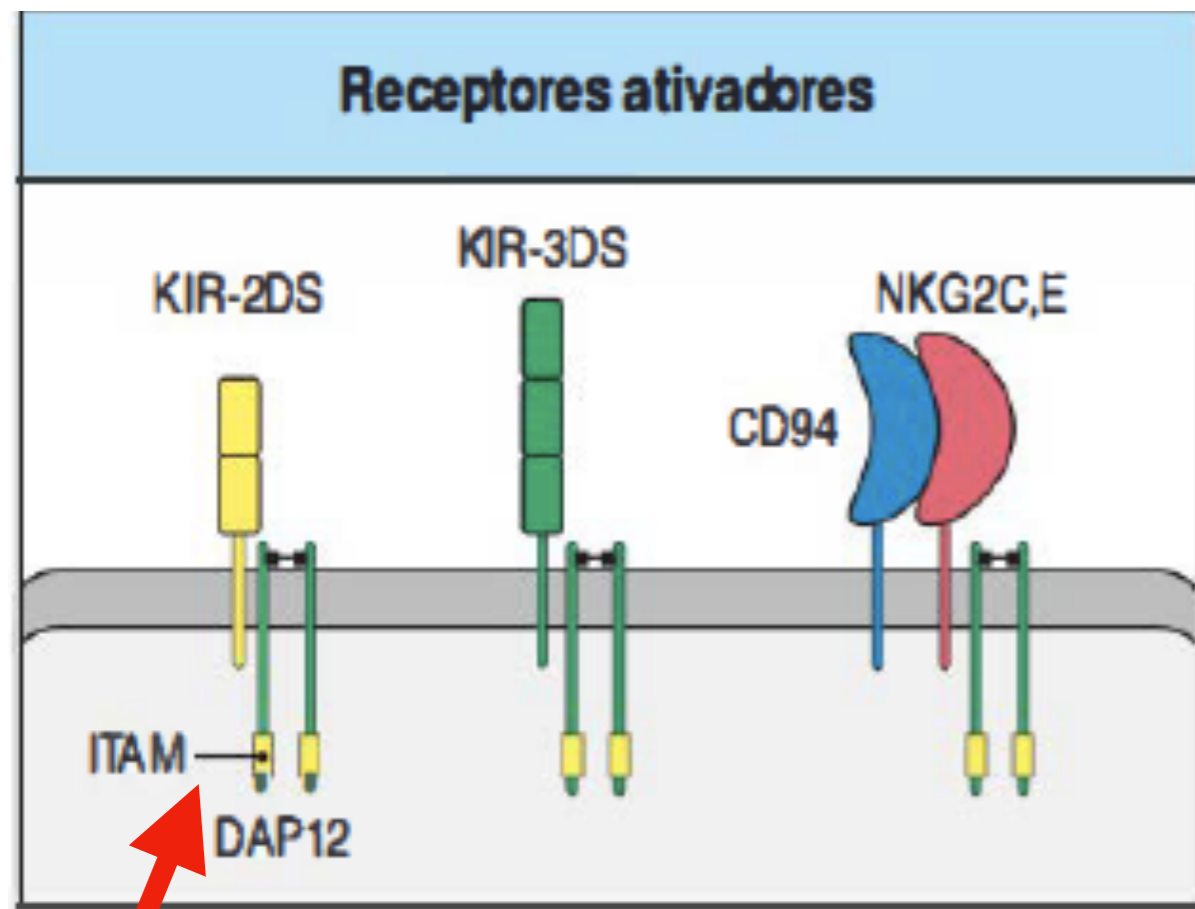 Receptores ativadores
KIR-2DS
KIR-3DS
NKG2C,E
CD94
ITAM
DAP12